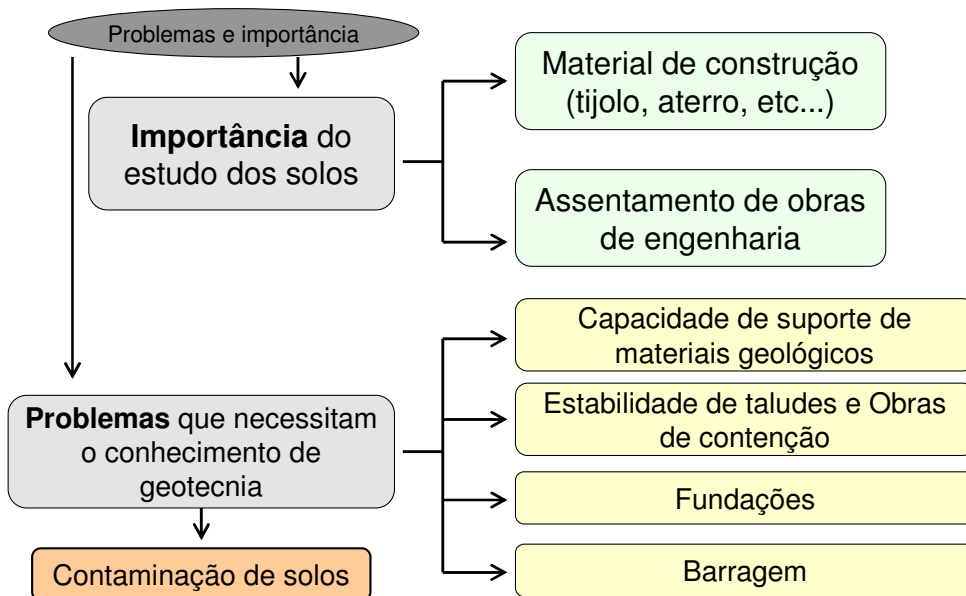 Problemas e importância
Importância do
estudo dos solos
Material de construção
(tijolo, aterro, etc...)
Assentamento de obras
de engenharia
Problemas que necessitam
o conhecimento de
geotecnia
Capacidade de suporte de
materiais geológicos
Estabilidade de taludes e Obras
de contenção
Fundações
Barragem
Contaminação de solos